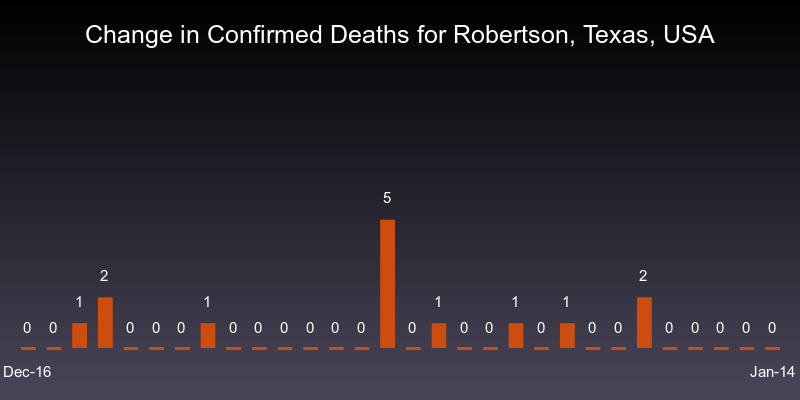 Change in Confirmed Deaths for Robertson, Texas, USA
0 0 1 2 0 0 0 1 0 0 0 0 0 0 5 0 1 0 0 1 0 1 0 0 2 0 0 0 0 0
Dec-16 Jan-14